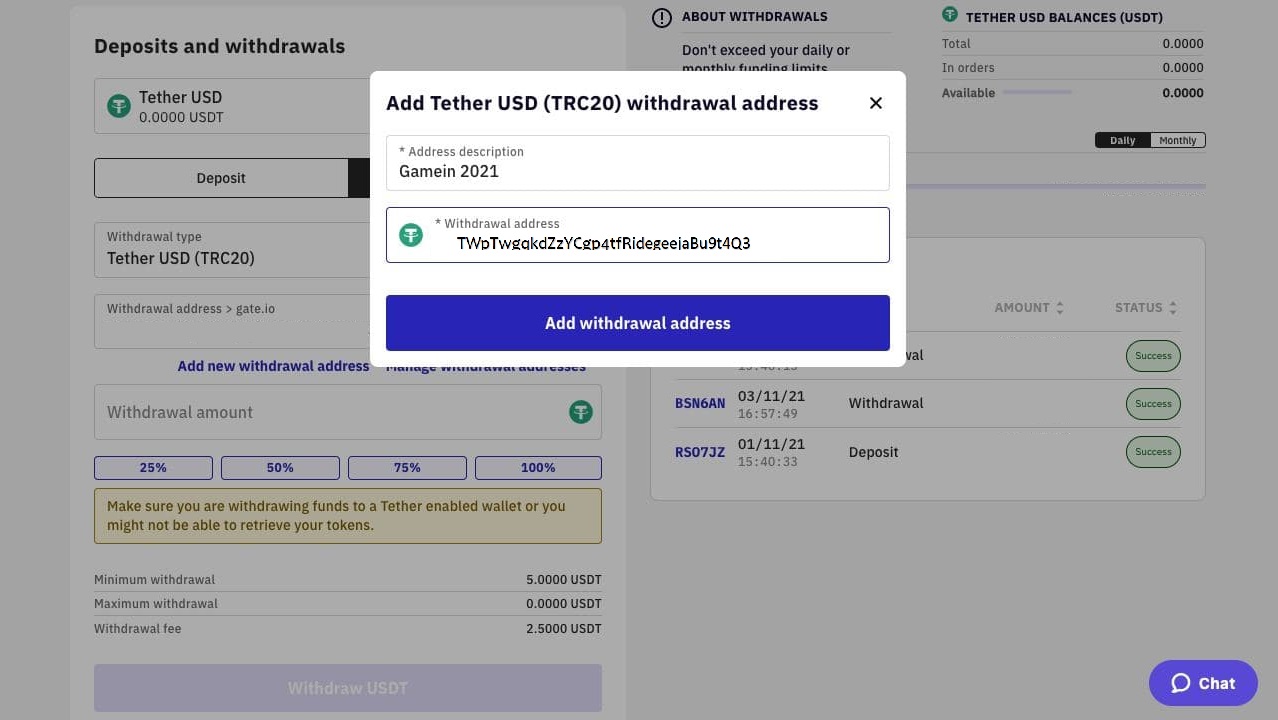 Deposits and withdrawals
Tether USD
0.0000 USDT
Deposit
Withdrawal type
Tether USD (TRC20)
Withdrawal address > gate.io
Add new withdrawal address
Manage withdrawal addresses
Withdrawal amount
25%
50%
75%
100%
Make sure you are withdrawing funds to a Tether enabled wallet or you
might not be able to retrieve your tokens.
Minimum withdrawal 5.0000 USDT
Maximum withdrawal 0.0000 USDT
Withdrawal fee 2.5000 USDT
Withdraw USDT
Add Tether USD (TRC20) withdrawal address
* Address description
Gamein 2021
* Withdrawal address
TWpTwgqkdZzYCgp4tfRidegeejaBu9t4Q3
Add withdrawal address
ABOUT WITHDRAWALS
Don't exceed your daily or
monthly funding limits
TETHER USD BALANCES (USDT)
Total 0.0000
In orders 0.0000
Available 0.0000
Daily
Monthly
AMOUNT
STATUS
Success
BSN6AN
03/11/21
16:57:49
Withdrawal
Success
RSO7JZ
01/11/21
15:40:33
Deposit
Success
Chat